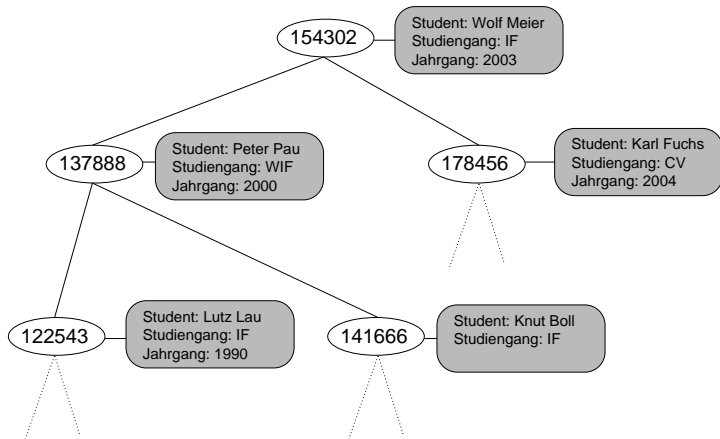 154302
Student: Wolf Meier
Studiengang: IF
Jahrgang: 2003
137888
Student: Peter Pau
Studiengang: WIF
Jahrgang: 2000
178456
Student: Karl Fuchs
Studiengang: CV
Jahrgang: 2004
122543
Student: Lutz Lau
Studiengang: IF
Jahrgang: 1990
141666
Student: Knut Boll
Studiengang: IF